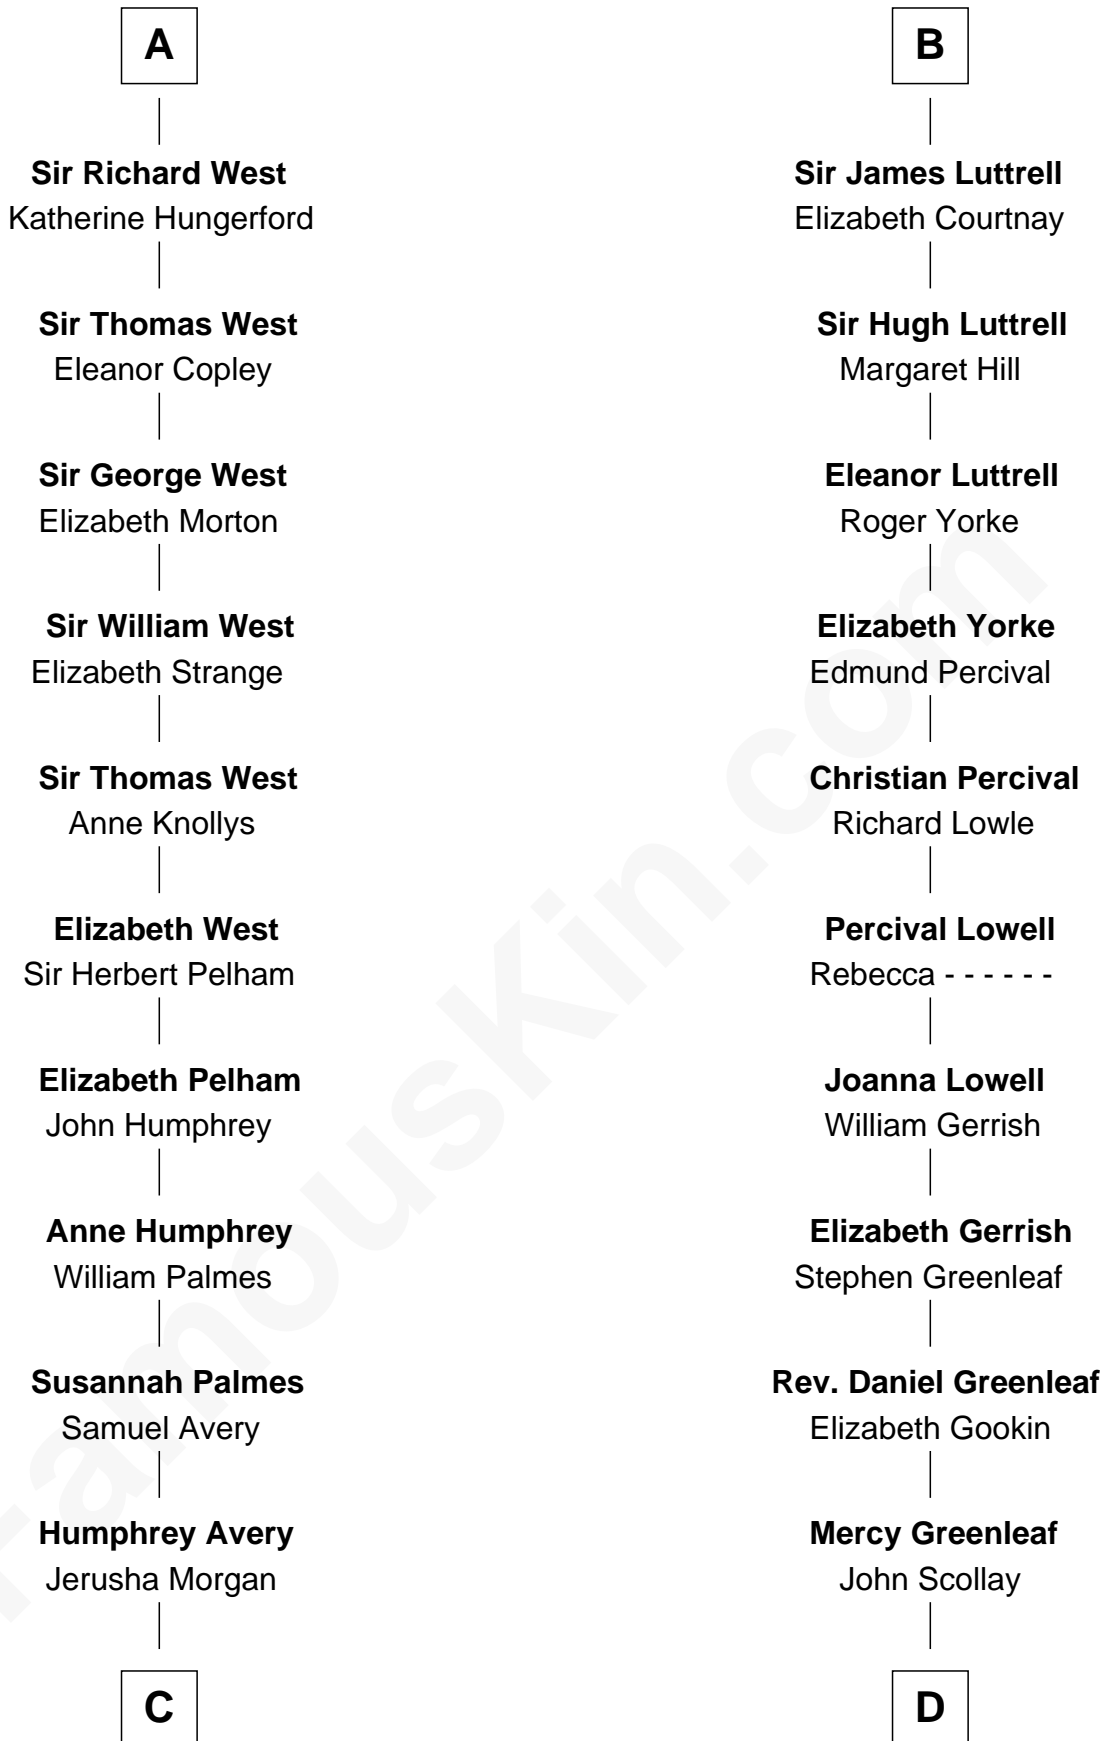 A
Sir Richard West
Katherine Hungerford
Sir Thomas West
Eleanor Copley
Sir George West
Elizabeth Morton
Sir William West
Elizabeth Strange
Sir Thomas West
Anne Knollys
Elizabeth West
Sir Herbert Pelham
Elizabeth Pelham
John Humphrey
Anne Humphrey
William Palmes
Susannah Palmes
Samuel Avery
Humphrey Avery
Jerusha Morgan
C
B
Sir James Luttrell
Elizabeth Courtnay
Sir Hugh Luttrell
Margaret Hill
Eleanor Luttrell
Roger Yorke
Elizabeth Yorke
Edmund Percival
Christian Percival
Richard Lowle
Percival Lowell
Rebecca - - - - - -
Joanna Lowell
William Gerrish
Elizabeth Gerrish
Stephen Greenleaf
Rev. Daniel Greenleaf
Elizabeth Gookin
Mercy Greenleaf
John Scollay
D
FamousKin.com